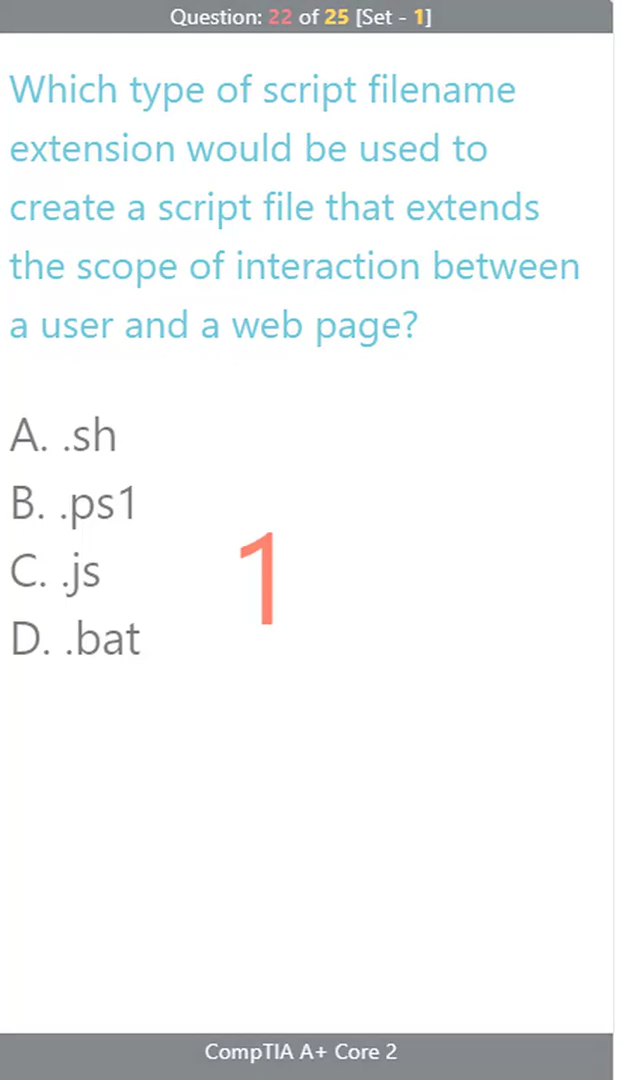 Question: 22 of 25 [Set - 1]
Which type of script filename
extension would be used to
create a script file that extends
the scope of interaction between
a user and a web page?
A. .sh
B. .ps1
C. .js
1
D. .bat
CompTIA A+ Core 2